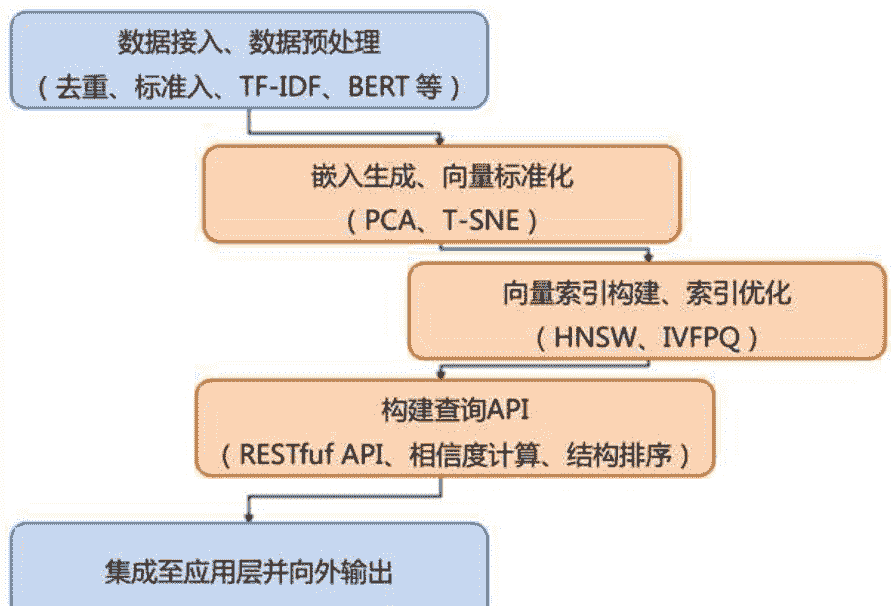 数据接入、数据预处理
（去重、标准入、TF-IDF、BERT 等）
嵌入生成、向量标准化
（PCA、T-SNE）
向量索引构建、索引优化
（HNSW、IVFPQ）
构建查询API
（RESTfuf API、相信度计算、结构排序）
集成至应用层并向外输出